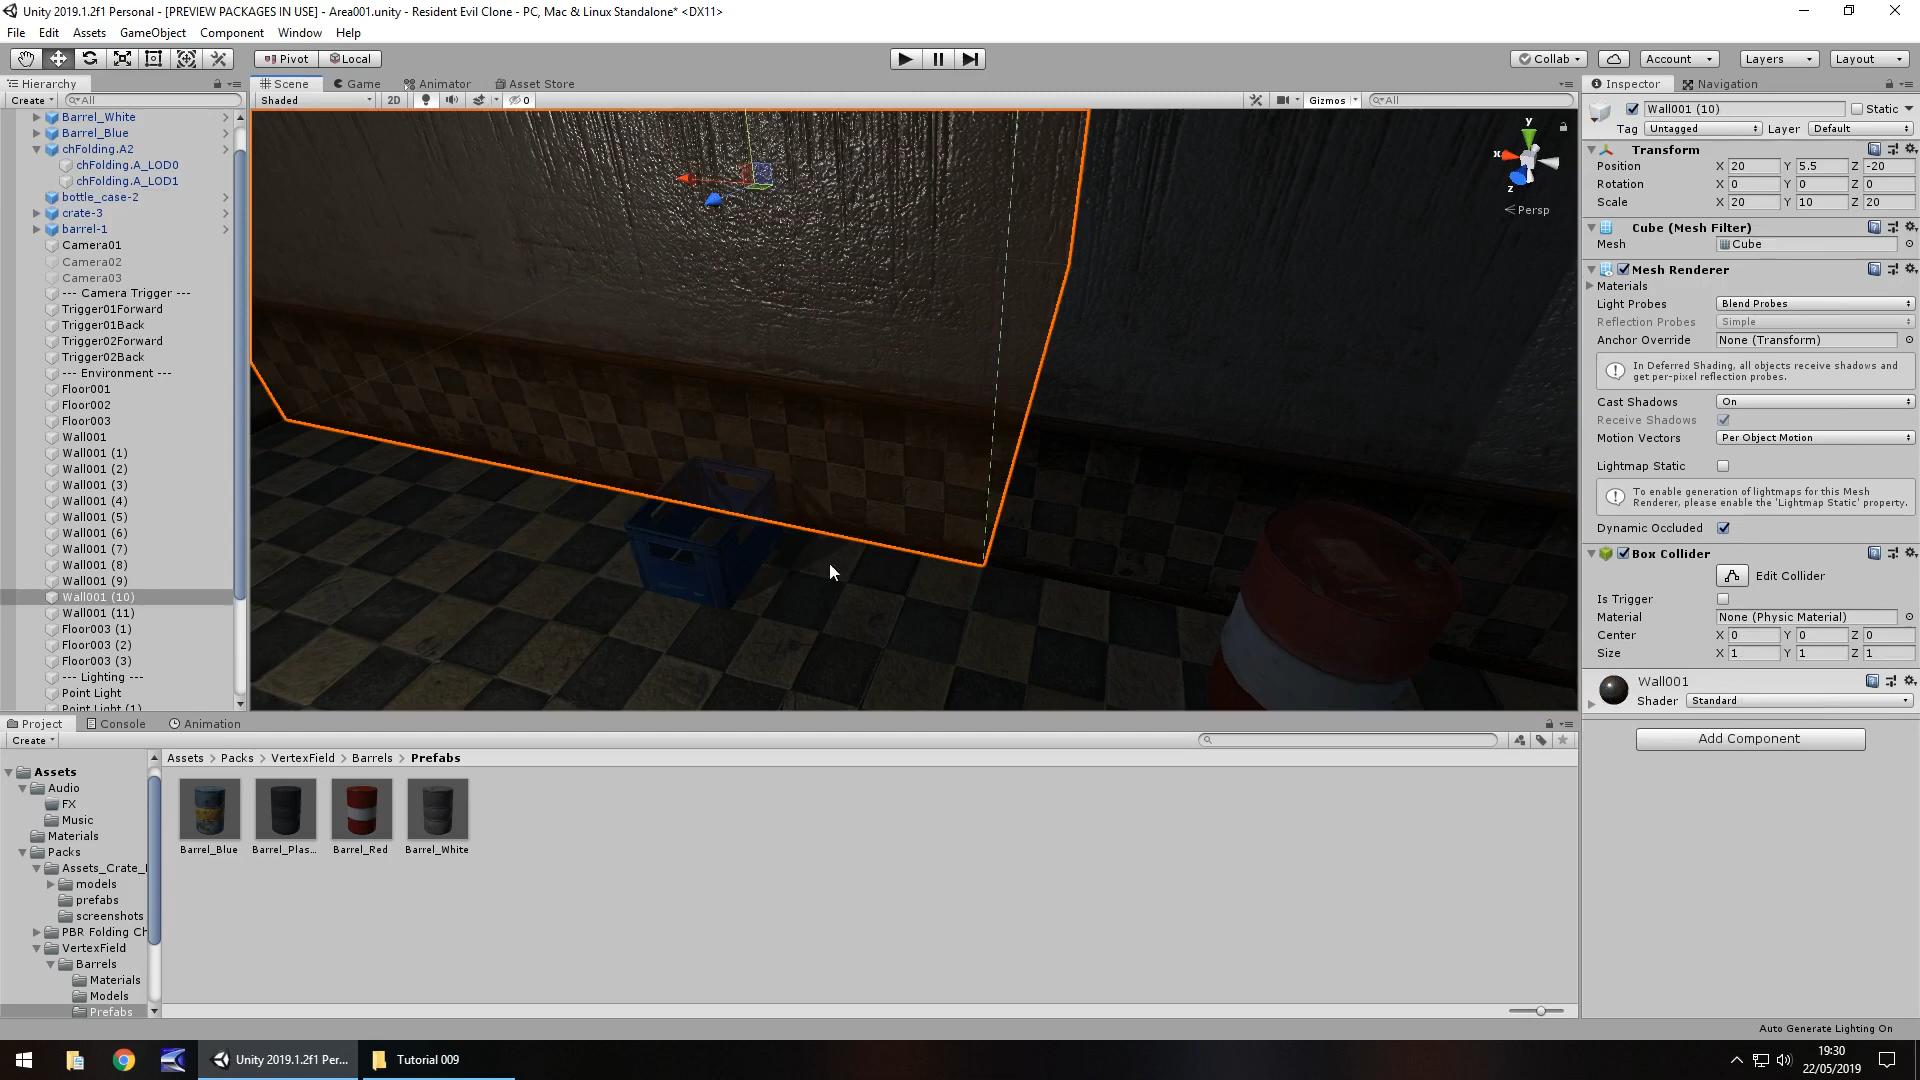 Unity 2019.1.2f1 Personal - [PREVIEW PACKAGES IN USE] - Area001.unity - Resident Evil Clone - PC, Mac & Linux Standalone* <DX11>
File Edit Assets GameObject Component Window Help
Pivot Local Collab Account Layers Layout
Hierarchy Scene Game Animator Asset Store Inspector Navigation
Create All Shaded 2D 0 Gizmos All
Wall001 (10) Static
Tag Untagged Layer Default
Transform
Position X 20 Y 5.5 Z -20
Rotation X 0 Y 0 Z 0
Scale X 20 Y 10 Z 20
Cube (Mesh Filter)
Mesh Cube
Mesh Renderer
Materials
Light Probes Blend Probes
Reflection Probes Simple
Anchor Override None (Transform)
In Deferred Shading, all objects receive shadows and
get per-pixel reflection probes.
Cast Shadows On
Receive Shadows
Motion Vectors Per Object Motion
Lightmap Static
To enable generation of lightmaps for this Mesh
Renderer, please enable the 'Lightmap Static' property.
Dynamic Occluded
Box Collider
Edit Collider
Is Trigger
Material None (Physic Material)
Center X 0 Y 0 Z 0
Size X 1 Y 1 Z 1
Wall001
Shader Standard
Add Component
Barrel_White
Barrel_Blue
chFolding.A2
chFolding.A_LOD0
chFolding.A_LOD1
bottle_case-2
crate-3
barrel-1
Camera01
Camera02
Camera03
--- Camera Trigger ---
Trigger01Forward
Trigger01Back
Trigger02Forward
Trigger02Back
--- Environment ---
Floor001
Floor002
Floor003
Wall001
Wall001 (1)
Wall001 (2)
Wall001 (3)
Wall001 (4)
Wall001 (5)
Wall001 (6)
Wall001 (7)
Wall001 (8)
Wall001 (9)
Wall001 (10)
Wall001 (11)
Floor003 (1)
Floor003 (2)
Floor003 (3)
--- Lighting ---
Point Light
Point Light (1)
y
x
z
Persp
Project Console Animation
Create
Assets > Packs > VertexField > Barrels > Prefabs
Assets
Audio
FX
Music
Materials
Packs
Assets_Crate_
models
prefabs
screenshots
PBR Folding Ch
VertexField
Barrels
Materials
Models
Prefabs
Barrel_Blue Barrel_Plas... Barrel_Red Barrel_White
Auto Generate Lighting On
Unity 2019.1.2f1 Per... Tutorial 009
19:30
22/05/2019